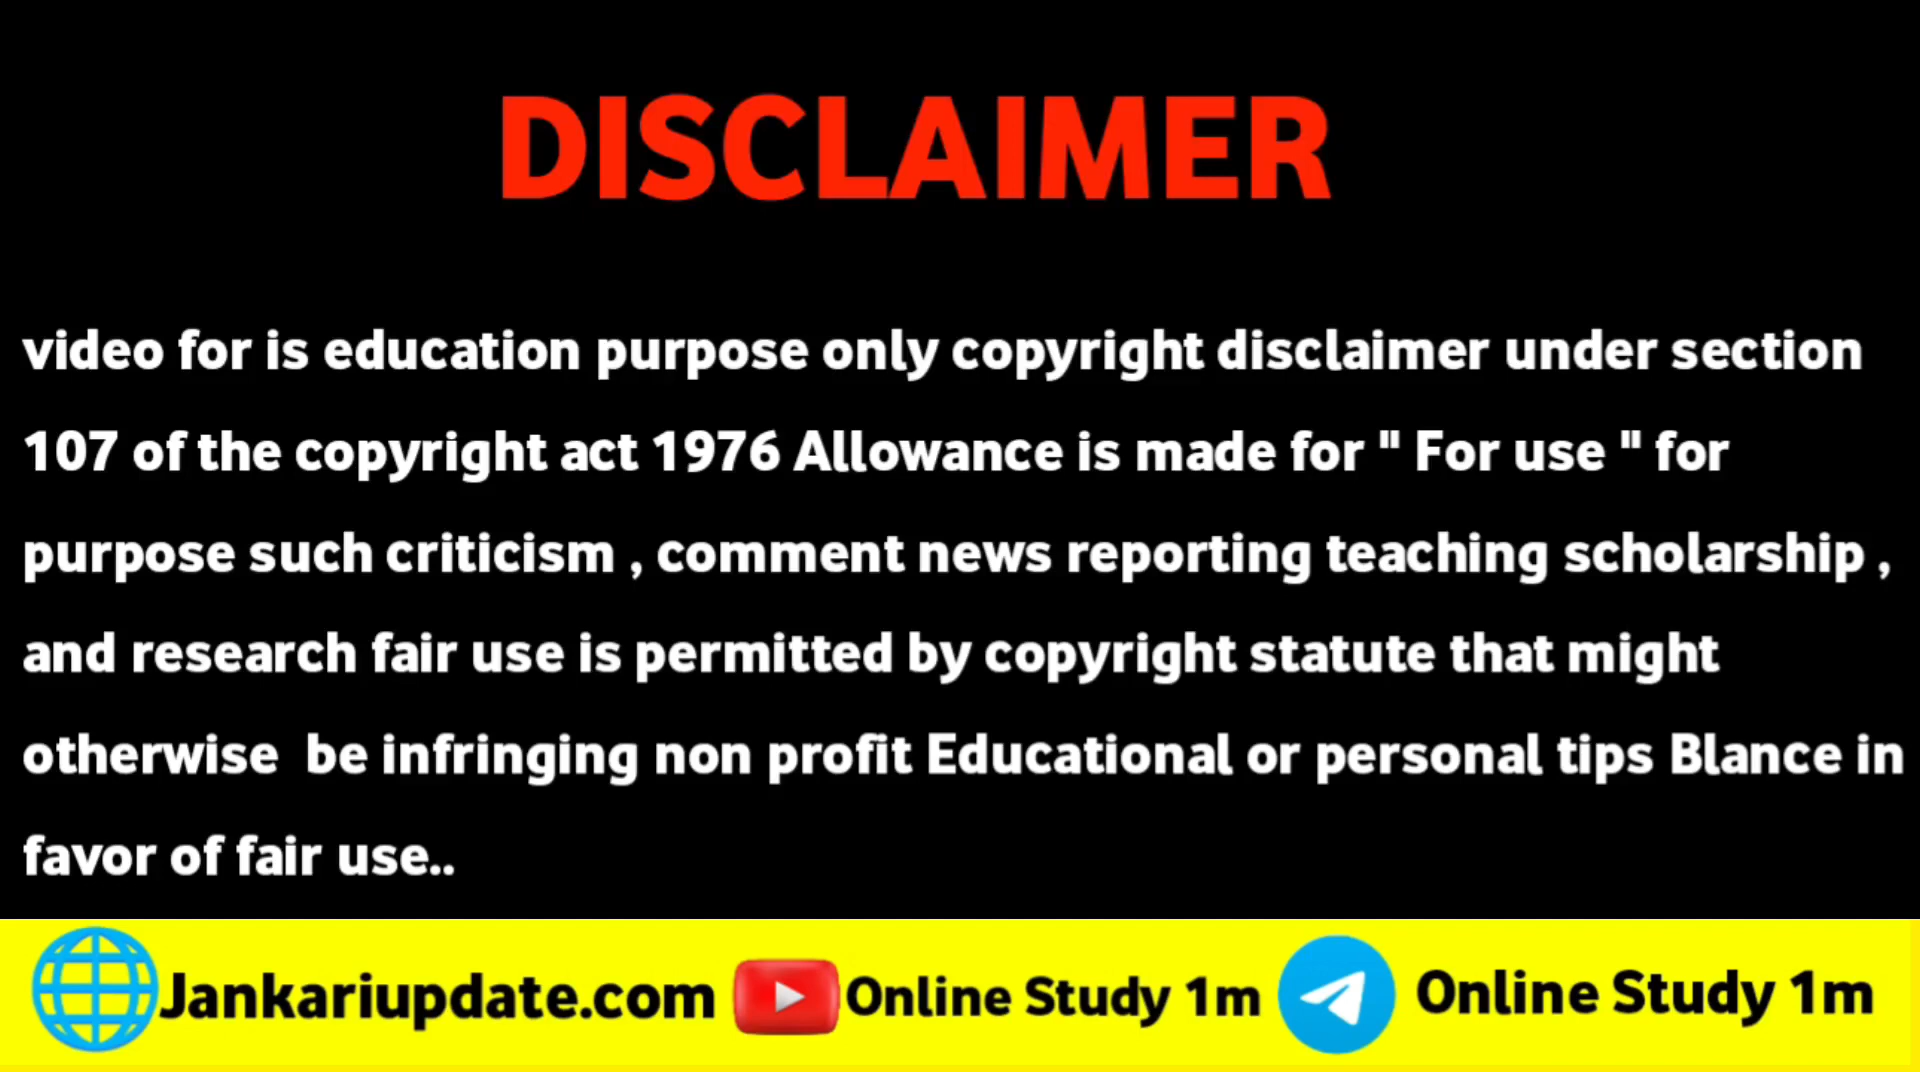 DISCLAIMER
video for is education purpose only copyright disclaimer under section
107 of the copyright act 1976 Allowance is made for " For use " for
purpose such criticism , comment news reporting teaching scholarship ,
and research fair use is permitted by copyright statute that might
otherwise be infringing non profit Educational or personal tips Blance in
favor of fair use..
Jankariupdate.com Online Study 1m Online Study 1m